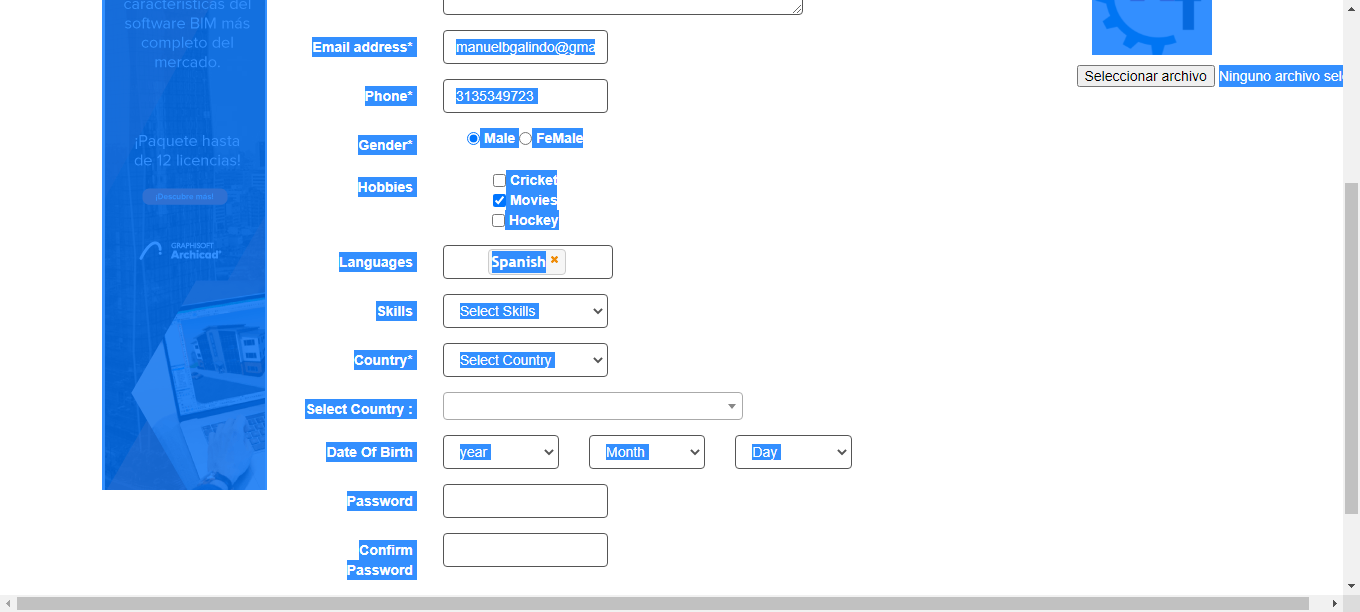 características del
software BIM más
completo del
mercado.
¡Paquete hasta
de 12 licencias!
¡Descubre más!
GRAPHISOFT
Archicad
Email address* manuelbgalindo@gma
Seleccionar archivo Ninguno archivo sel
Phone* 3135349723
Gender* Male FeMale
Hobbies Cricket
Movies
Hockey
Languages Spanish
Skills Select Skills
Country* Select Country
Select Country :
Date Of Birth year Month Day
Password
Confirm
Password